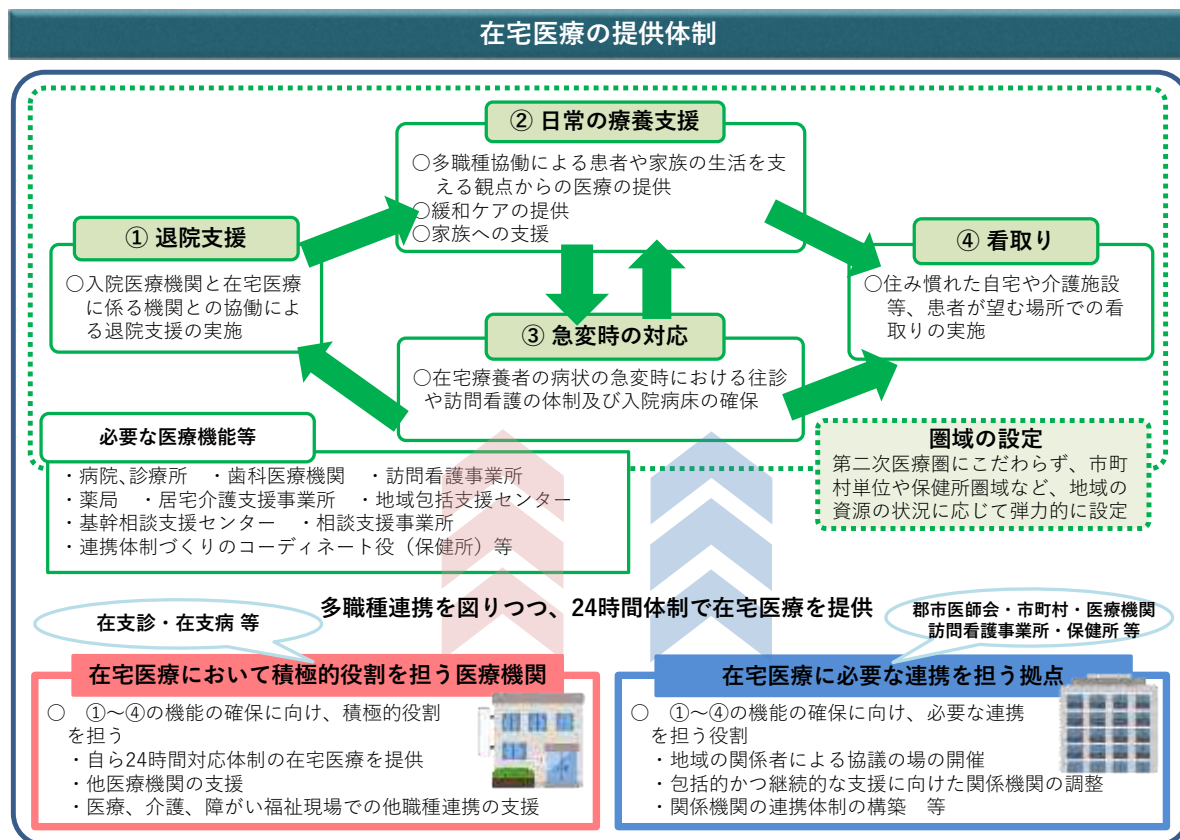 在宅医療の提供体制
② 日常の療養支援
○多職種協働による患者や家族の生活を支
える観点からの医療の提供
○緩和ケアの提供
○家族への支援
① 退院支援
○入院医療機関と在宅医療
に係る機関との協働によ
る退院支援の実施
④ 看取り
○住み慣れた自宅や介護施設
等、患者が望む場所での看
取りの実施
③ 急変時の対応
○在宅療養者の病状の急変時における往診
や訪問看護の体制及び入院病床の確保
必要な医療機能等
・病院、診療所　・歯科医療機関　・訪問看護事業所
・薬局　・居宅介護支援事業所　・地域包括支援センター
・基幹相談支援センター　・相談支援事業所
・連携体制づくりのコーディネート役（保健所）等
圏域の設定
第二次医療圏にこだわらず、市町
村単位や保健所圏域など、地域の
資源の状況に応じて弾力的に設定
多職種連携を図りつつ、24時間体制で在宅医療を提供
在支診・在支病 等
郡市医師会・市町村・医療機関
訪問看護事業所・保健所 等
在宅医療において積極的役割を担う医療機関
○　①～④の機能の確保に向け、積極的役割
を担う
・自ら24時間対応体制の在宅医療を提供
・他医療機関の支援
・医療、介護、障がい福祉現場での他職種連携の支援
在宅医療に必要な連携を担う拠点
○　①～④の機能の確保に向け、必要な連携
を担う役割
・地域の関係者による協議の場の開催
・包括的かつ継続的な支援に向けた関係機関の調整
・関係機関の連携体制の構築　等